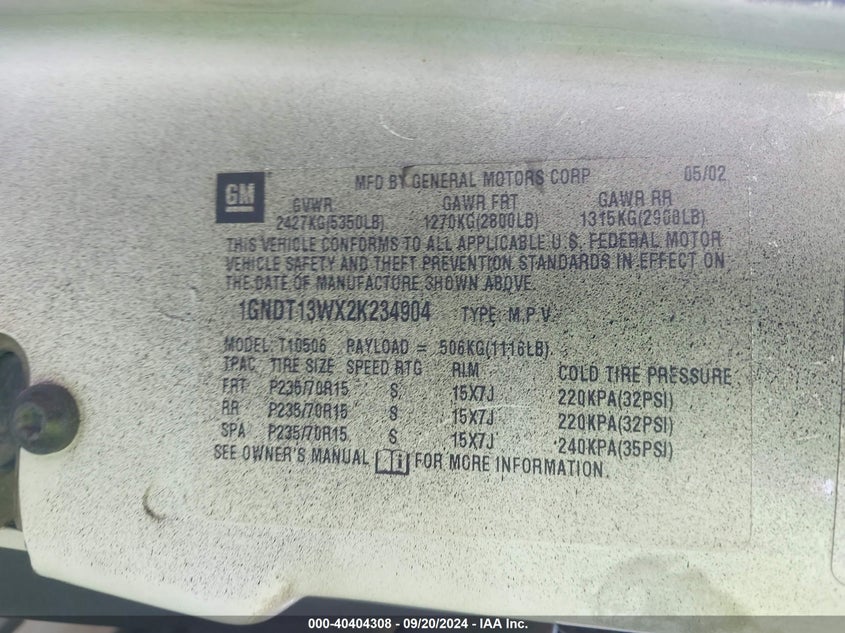 GM
MFD BY GENERAL MOTORS CORP 05/02
GVWR GAWR FRT GAWR RR
2427KG(5350LB) 1270KG(2800LB) 1315KG(2900LB)
THIS VEHICLE CONFORMS TO ALL APPLICABLE U.S. FEDERAL MOTOR
VEHICLE SAFETY AND THEFT PREVENTION STANDARDS IN EFFECT ON
THE DATE OF MANUFACTURE SHOWN ABOVE.
1GNDT13WX2K234904 TYPE: M.P.V.
MODEL: T10506 PAYLOAD = 506KG(1116LB)
TPAC TIRE SIZE SPEED RTG RIM COLD TIRE PRESSURE
FRT P235/70R15 S 15X7J 220KPA(32PSI)
RR P235/70R15 S 15X7J 220KPA(32PSI)
SPA P235/70R15 S 15X7J 240KPA(35PSI)
SEE OWNER'S MANUAL i FOR MORE INFORMATION.
000-40404308 - 09/20/2024 - IAA Inc.